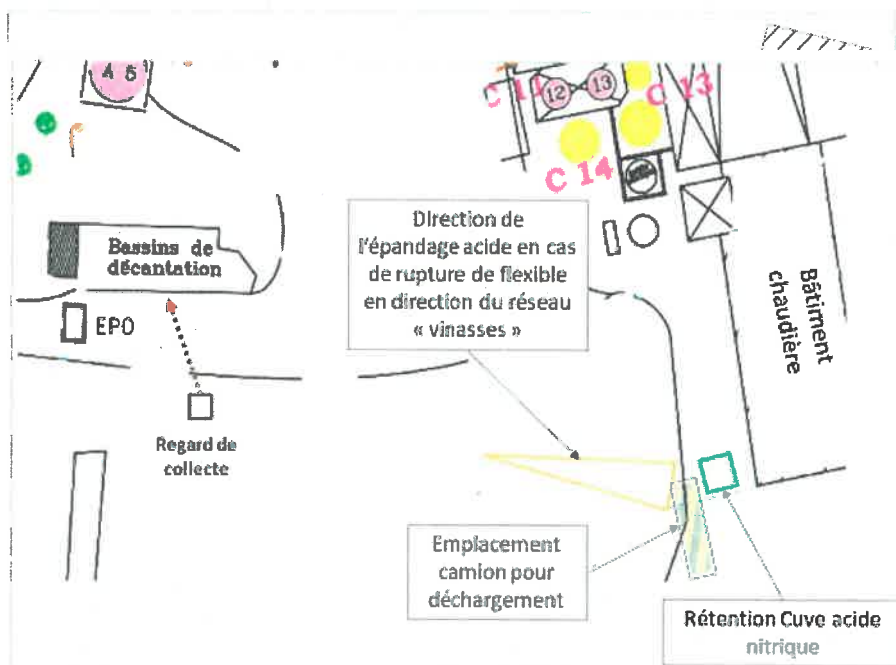 A 5
C 11
12
13
C 13
C 14
Direction de
l'épandage acide en cas
de rupture de flexible
en direction du réseau
« vinasses »
Bassins de
décantation
Bâtiment
chaudière
EPO
Regard de
collecte
Emplacement
camion pour
déchargement
Rétention Cuve acide
nitrique